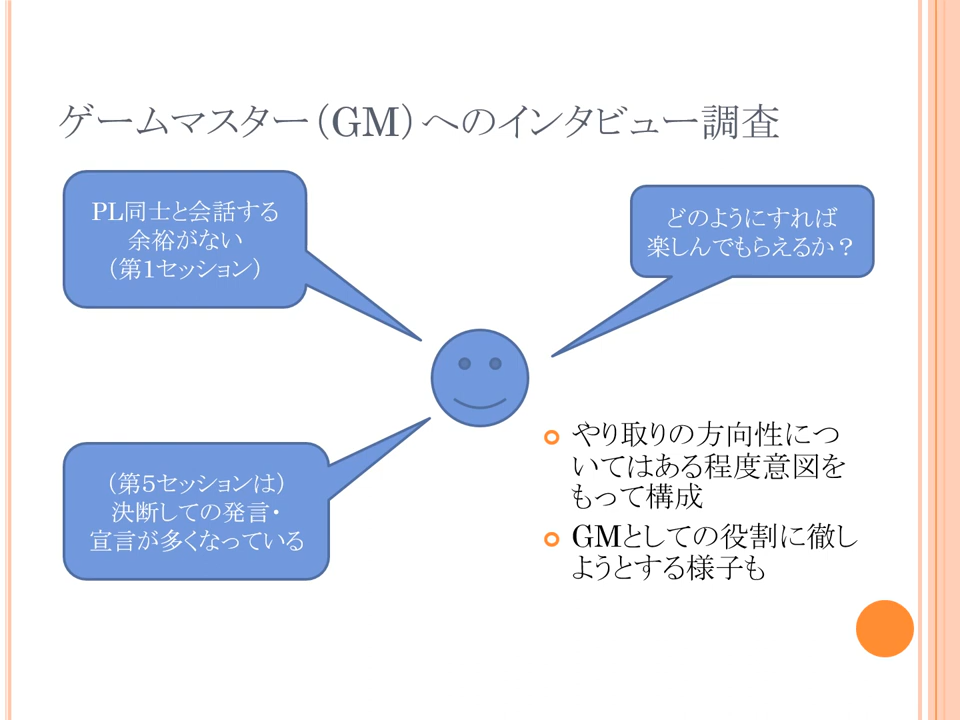 ゲームマスター（GM）へのインタビュー調査
PL同士と会話する
余裕がない
（第１セッション）
どのようにすれば
楽しんでもらえるか？
（第５セッションは）
決断しての発言・
宣言が多くなっている
やり取りの方向性につ
いてはある程度意図を
もって構成
GMとしての役割に徹し
ようとする様子も